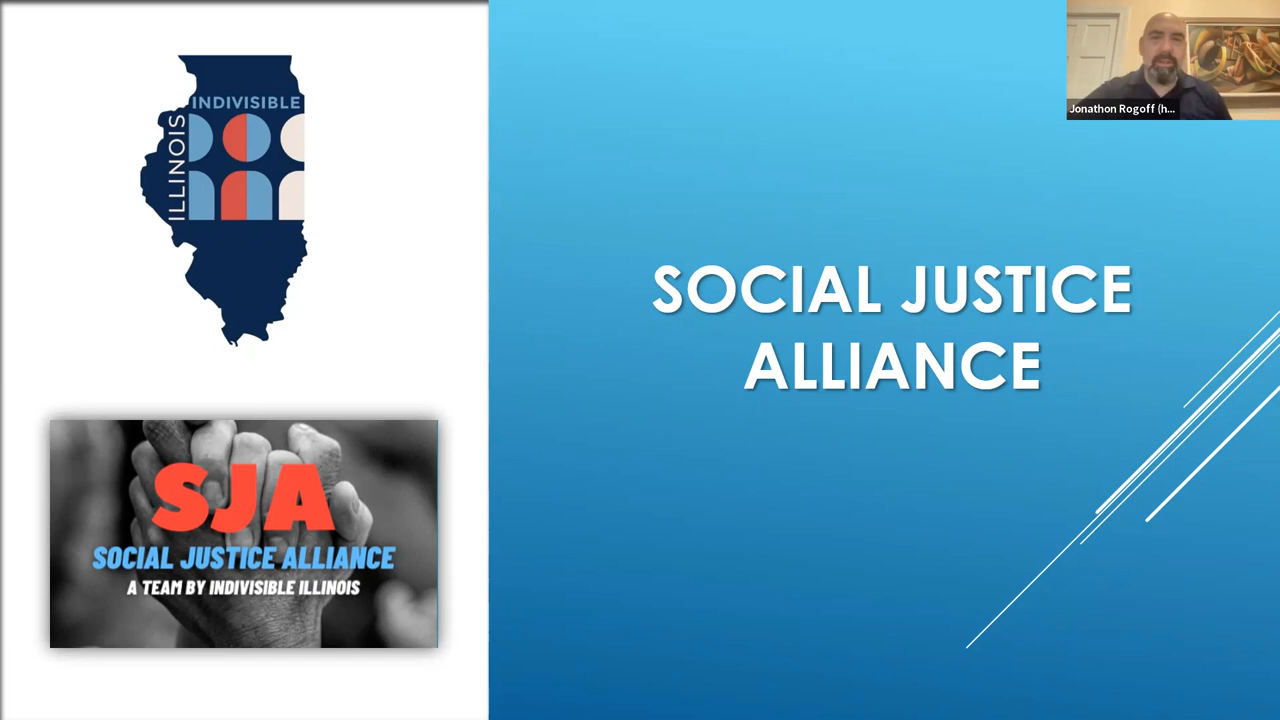 INDIVISIBLE
ILLINOIS
SJA
SOCIAL JUSTICE ALLIANCE
A TEAM BY INDIVISIBLE ILLINOIS
SOCIAL JUSTICE
ALLIANCE
Jonathon Rogoff (h...